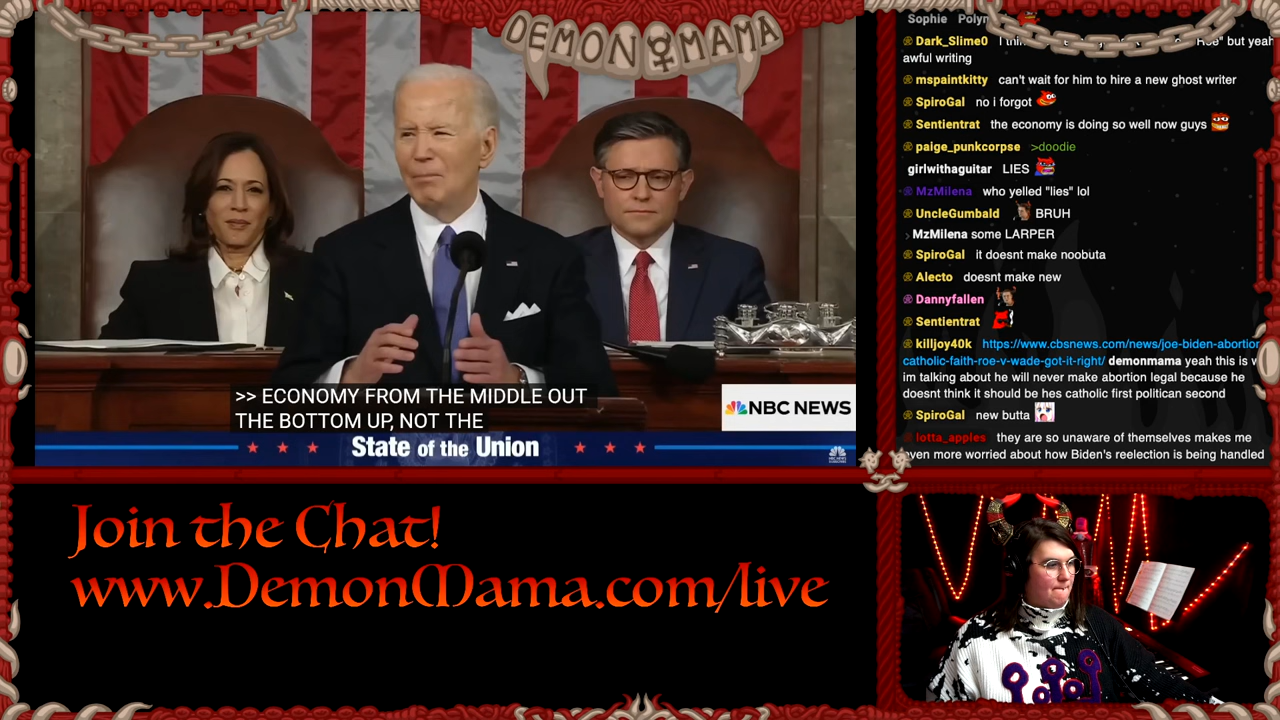 DEMON MAMA
>> ECONOMY FROM THE MIDDLE OUT
THE BOTTOM UP, NOT THE
NBC NEWS
State of the Union
Join the Chat!
www.DemonMama.com/live
Sophie Polyn
Dark_Slime0 but yeah
awful writing
mspaintkitty can't wait for him to hire a new ghost writer
SpiroGal no i forgot
Sentientrat the economy is doing so well now guys
paige_punkcorpse >doodie
girlwithaguitar LIES
MzMilena who yelled "lies" lol
UncleGumbald BRUH
MzMilena some LARPER
SpiroGal it doesnt make noobuta
Alecto doesnt make new
Dannyfallen
Sentientrat
killjoy40k https://www.cbsnews.com/news/joe-biden-abortion
catholic-faith-roe-v-wade-got-it-right/ demonmama yeah this is w
im talking about he will never make abortion legal because he
doesnt think it should be hes catholic first politican second
SpiroGal new butta
lotta_apples they are so unaware of themselves makes me
even more worried about how Biden's reelection is being handled